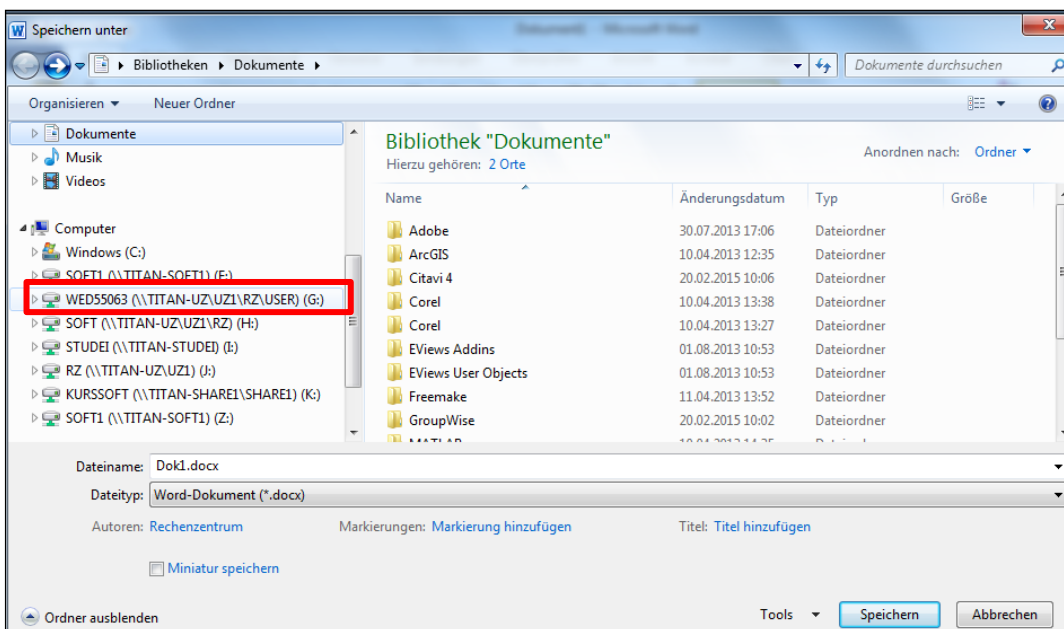 Speichern unter
Bibliotheken Dokumente
Dokumente durchsuchen
Organisieren Neuer Ordner
Dokumente
Musik
Videos
Computer
Windows (C:)
SOFT1 (\\TITAN-SOFT1) (F:)
WED55063 (\\TITAN-UZ\UZ1\RZ\USER) (G:)
SOFT (\\TITAN-UZ\UZ1\RZ) (H:)
STUDEI (\\TITAN-STUDEI) (I:)
RZ (\\TITAN-UZ\UZ1) (J:)
KURSSOFT (\\TITAN-SHARE1\SHARE1) (K:)
SOFT1 (\\TITAN-SOFT1) (Z:)
Bibliothek "Dokumente"
Hierzu gehören: 2 Orte
Anordnen nach: Ordner
Name Änderungsdatum Typ Größe
Adobe 30.07.2013 17:06 Dateiordner
ArcGIS 10.04.2013 12:35 Dateiordner
Citavi 4 20.02.2015 10:06 Dateiordner
Corel 10.04.2013 13:38 Dateiordner
Corel 10.04.2013 13:27 Dateiordner
EViews Addins 01.08.2013 10:53 Dateiordner
EViews User Objects 01.08.2013 10:53 Dateiordner
Freemake 11.04.2013 13:52 Dateiordner
GroupWise 20.02.2015 10:02 Dateiordner
MATLAB
Dateiname: Dok1.docx
Dateityp: Word-Dokument (*.docx)
Autoren: Rechenzentrum Markierungen: Markierung hinzufügen Titel: Titel hinzufügen
Miniatur speichern
Ordner ausblenden
Tools Speichern Abbrechen